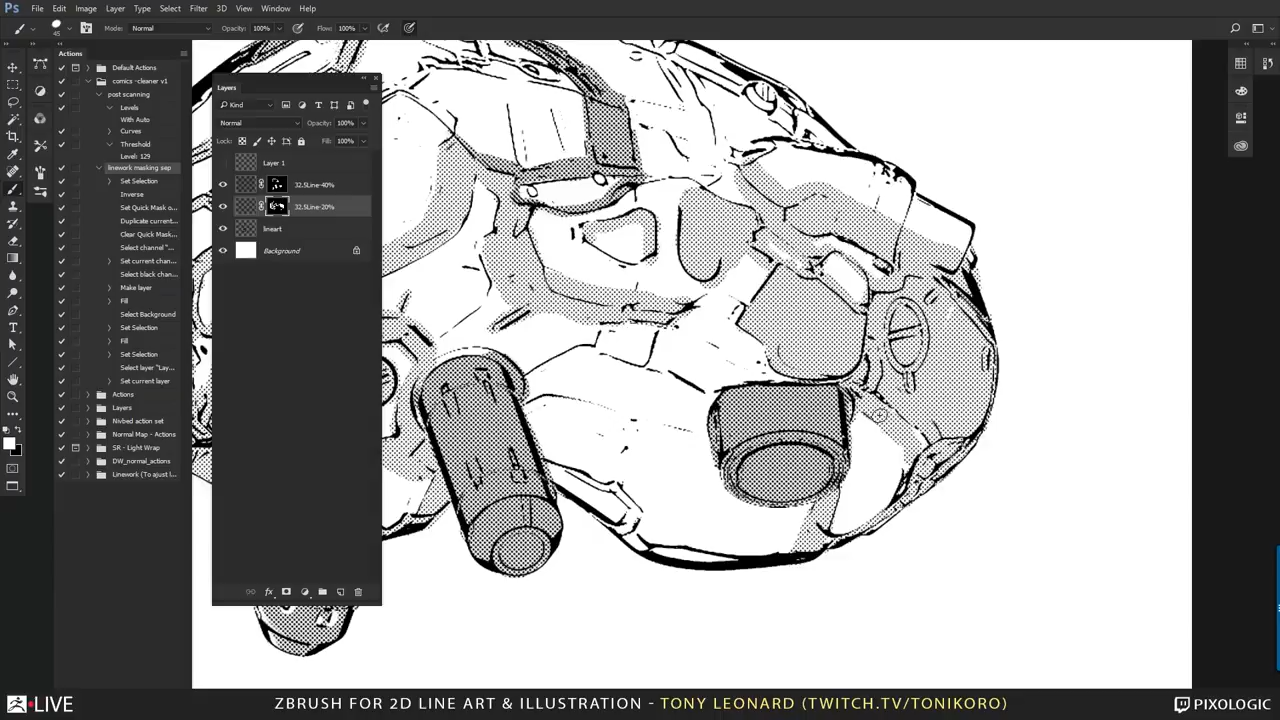 Ps File Edit Image Layer Type Select Filter 3D View Window Help
45 Mode: Normal Opacity: 100% Flow: 100%
Actions
Default Actions
comics -cleaner v1
post scanning
Levels
With Auto
Curves
Threshold
Level: 129
linework masking sep
Set Selection
Inverse
Set Quick Mask o...
Duplicate current...
Clear Quick Mask...
Select channel "...
Set current chan...
Select black chan...
Make layer
Fill
Select Background
Set Selection
Fill
Set Selection
Select layer "Lay...
Set current layer
Actions
Layers
Nivbed action set
Normal Map - Actions
SR - Light Wrap
DW_normal_actions
Linework (To ajust l...
Layers
Kind
Normal Opacity: 100%
Lock: Fill: 100%
Layer 1
32,5Line-40%
32,5Line-20%
lineart
Background
fx
LIVE
ZBRUSH FOR 2D LINE ART & ILLUSTRATION - TONY LEONARD (TWITCH.TV/TONIKORO)
PIXOLOGIC